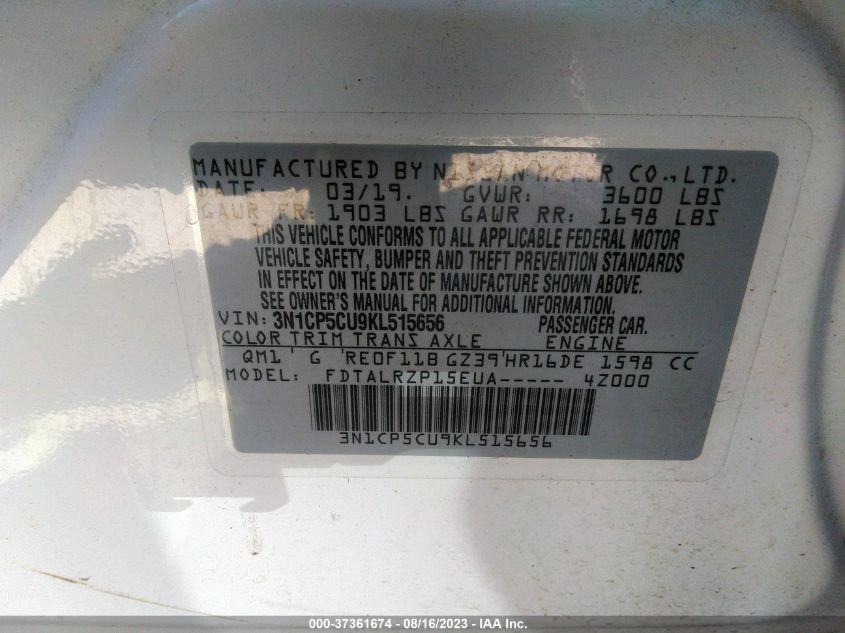 MANUFACTURED BY NISSAN MOTOR CO., LTD.
DATE: 03/19. GVWR: 3600 LBS
GAWR FR: 1903 LBS GAWR RR: 1698 LBS
THIS VEHICLE CONFORMS TO ALL APPLICABLE FEDERAL MOTOR
VEHICLE SAFETY, BUMPER AND THEFT PREVENTION STANDARDS
IN EFFECT ON THE DATE OF MANUFACTURE SHOWN ABOVE.
SEE OWNER'S MANUAL FOR ADDITIONAL INFORMATION.
VIN: 3N1CP5CU9KL515656 PASSENGER CAR.
COLOR TRIM TRANS AXLE ENGINE
QM1 G RE0F11B GZ39 HR16DE 1598 CC
MODEL: FDTALRZP15EUA----- 4Z000
3N1CP5CU9KL515656
000-37361674 - 08/16/2023 - IAA Inc.